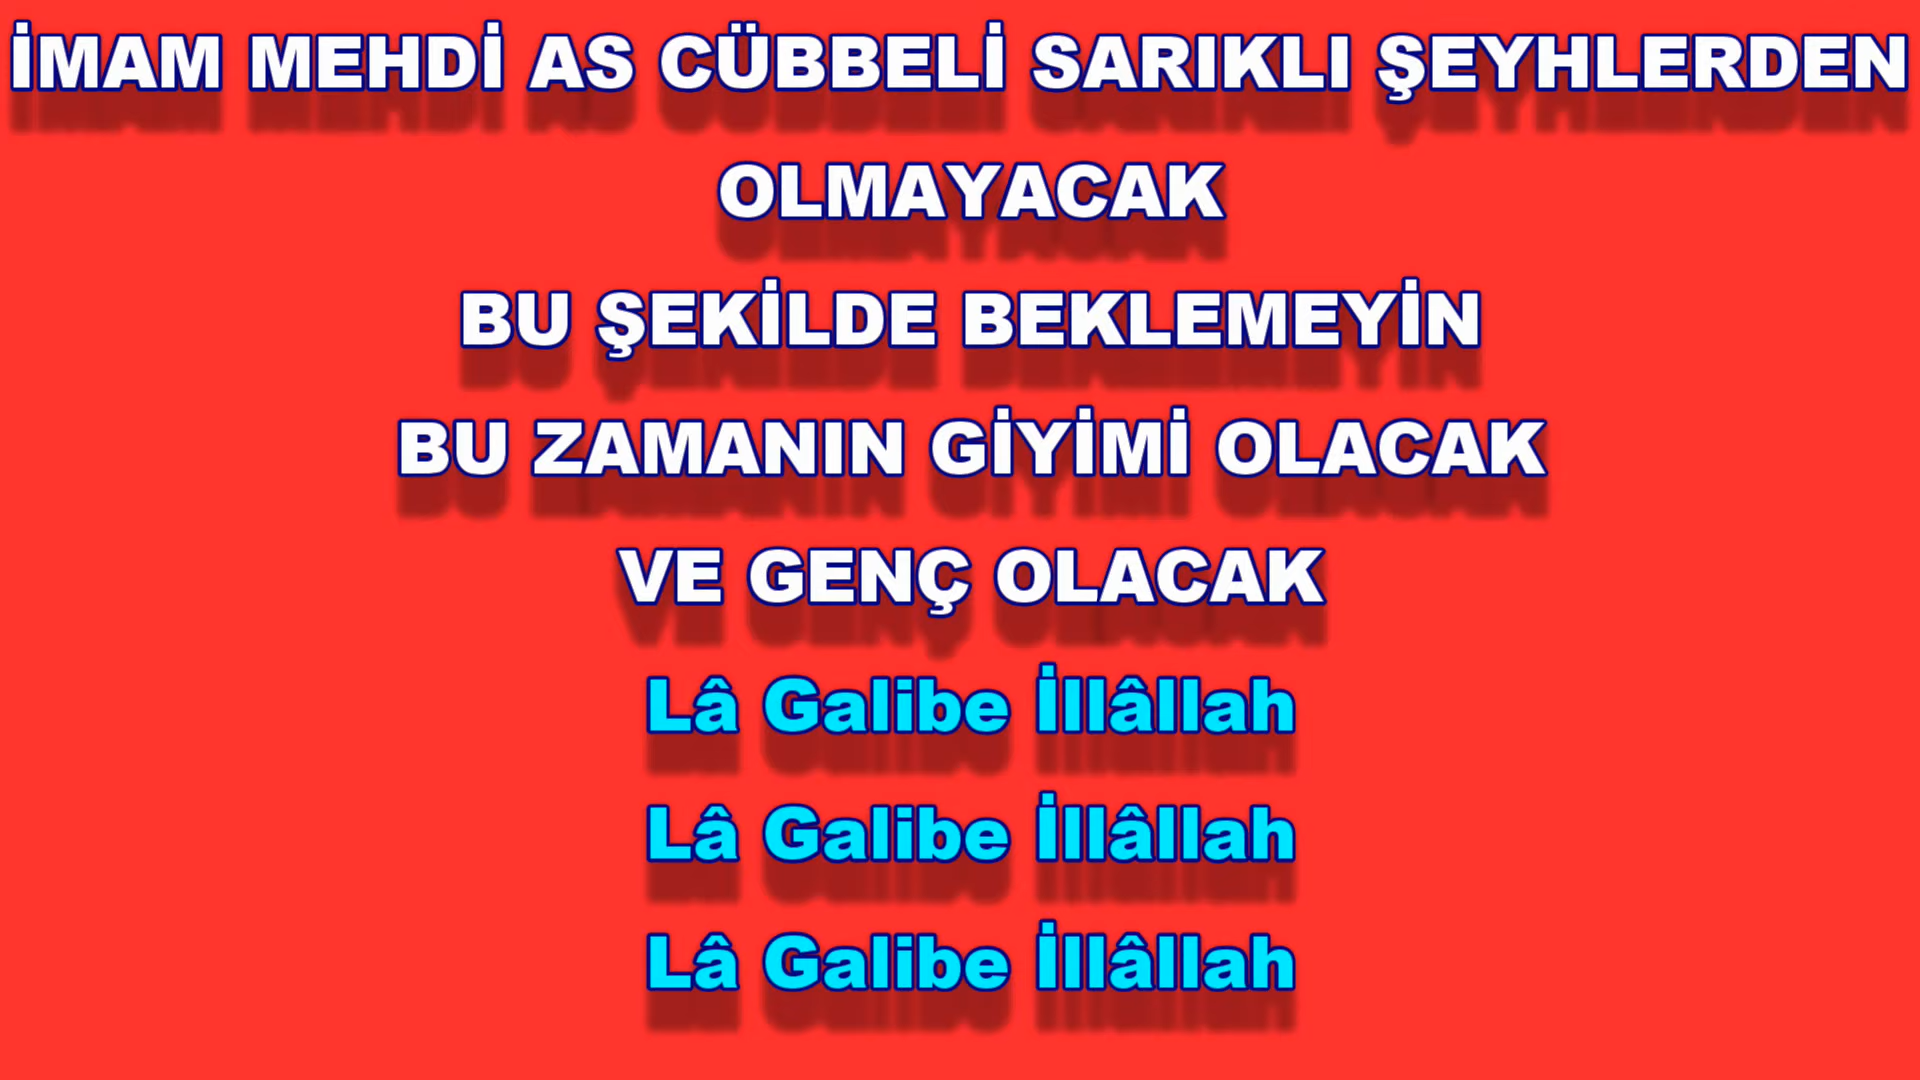 İMAM MEHDİ AS CÜBBELİ SARIKLI ŞEYHLERDEN
OLMAYACAK
BU ŞEKİLDE BEKLEMEYİN
BU ZAMANIN GİYİMİ OLACAK
VE GENÇ OLACAK
Lâ Galibe İllâllah
Lâ Galibe İllâllah
Lâ Galibe İllâllah